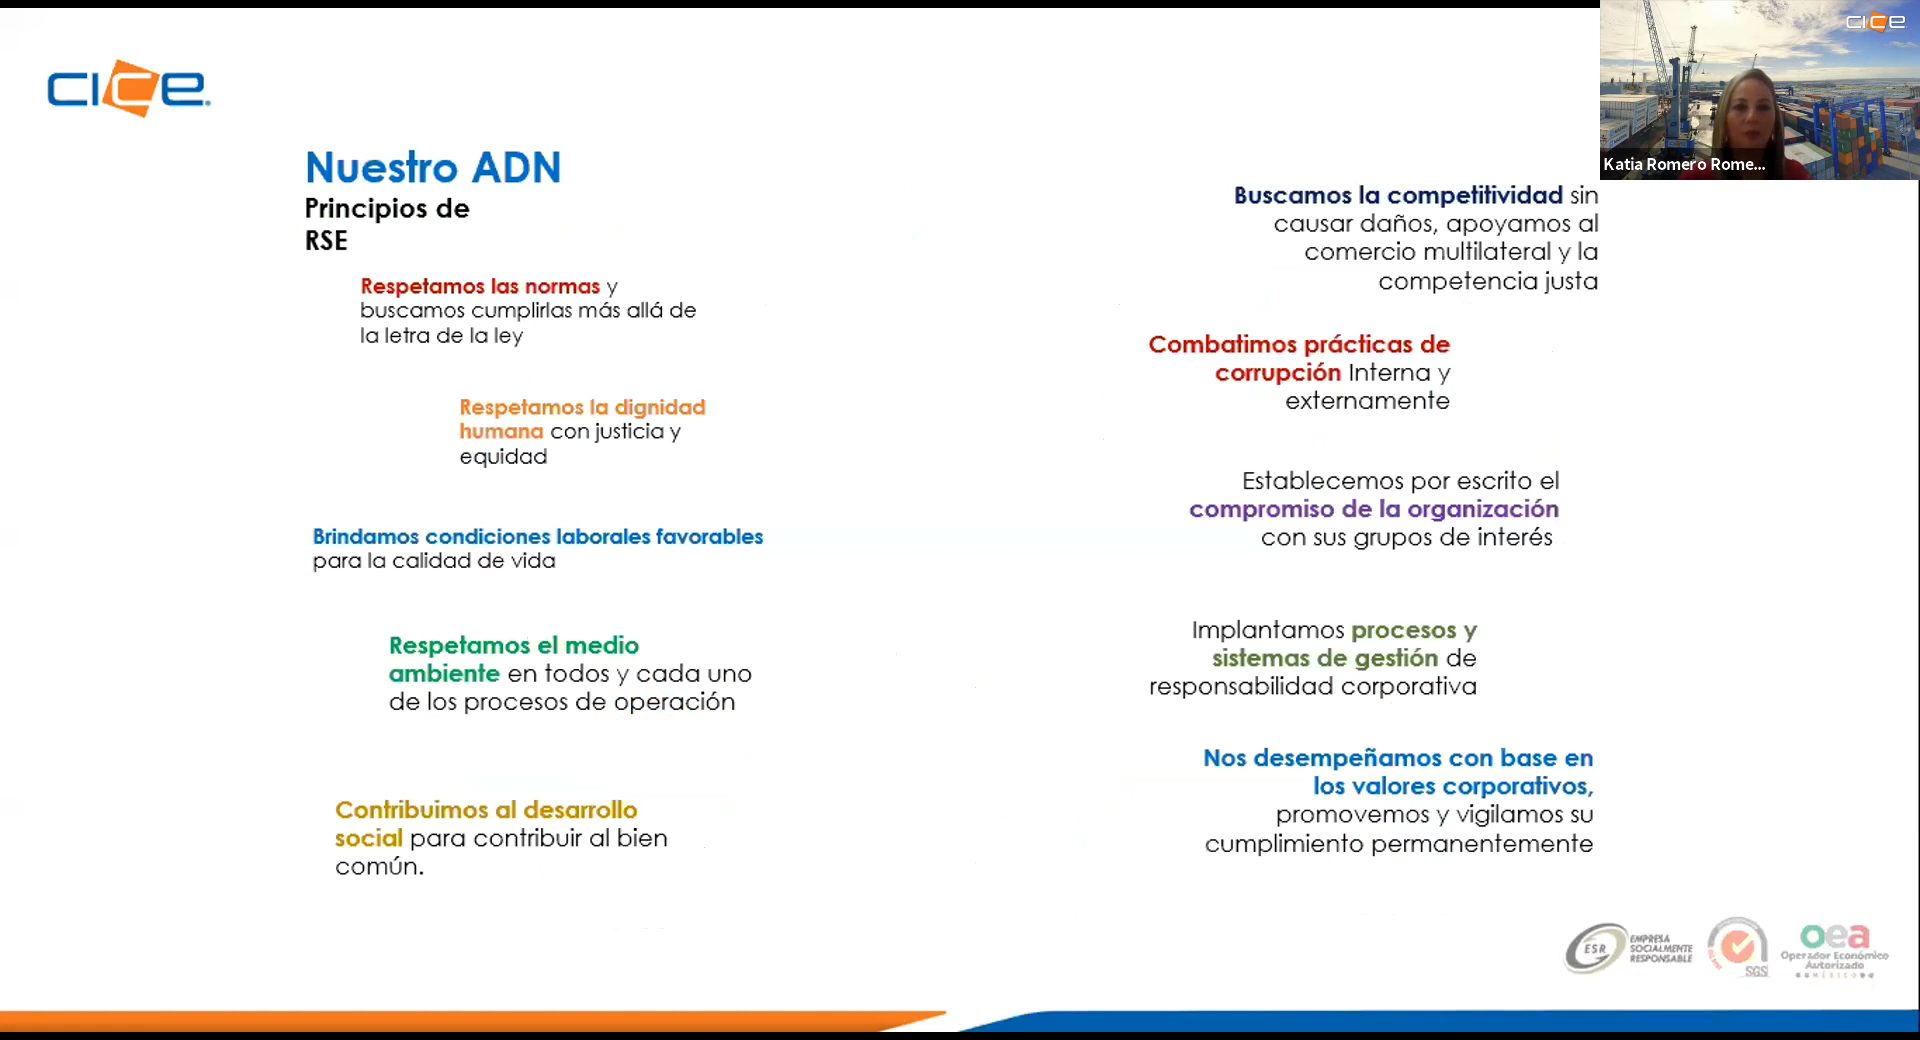 cice
Nuestro ADN
Principios de
RSE
Respetamos las normas y
buscamos cumplirlas más allá de
la letra de la ley
Respetamos la dignidad
humana con justicia y
equidad
Brindamos condiciones laborales favorables
para la calidad de vida
Respetamos el medio
ambiente en todos y cada uno
de los procesos de operación
Contribuimos al desarrollo
social para contribuir al bien
común.
cice
Katia Romero Rome...
Buscamos la competitividad sin
causar daños, apoyamos al
comercio multilateral y la
competencia justa
Combatimos prácticas de
corrupción Interna y
externamente
Establecemos por escrito el
compromiso de la organización
con sus grupos de interés
Implantamos procesos y
sistemas de gestión de
responsabilidad corporativa
Nos desempeñamos con base en
los valores corporativos,
promovemos y vigilamos su
cumplimiento permanentemente
ESR
EMPRESA
SOCIALMENTE
RESPONSABLE
SGS
oea
Operador Económico
Autorizado
MÉXICO